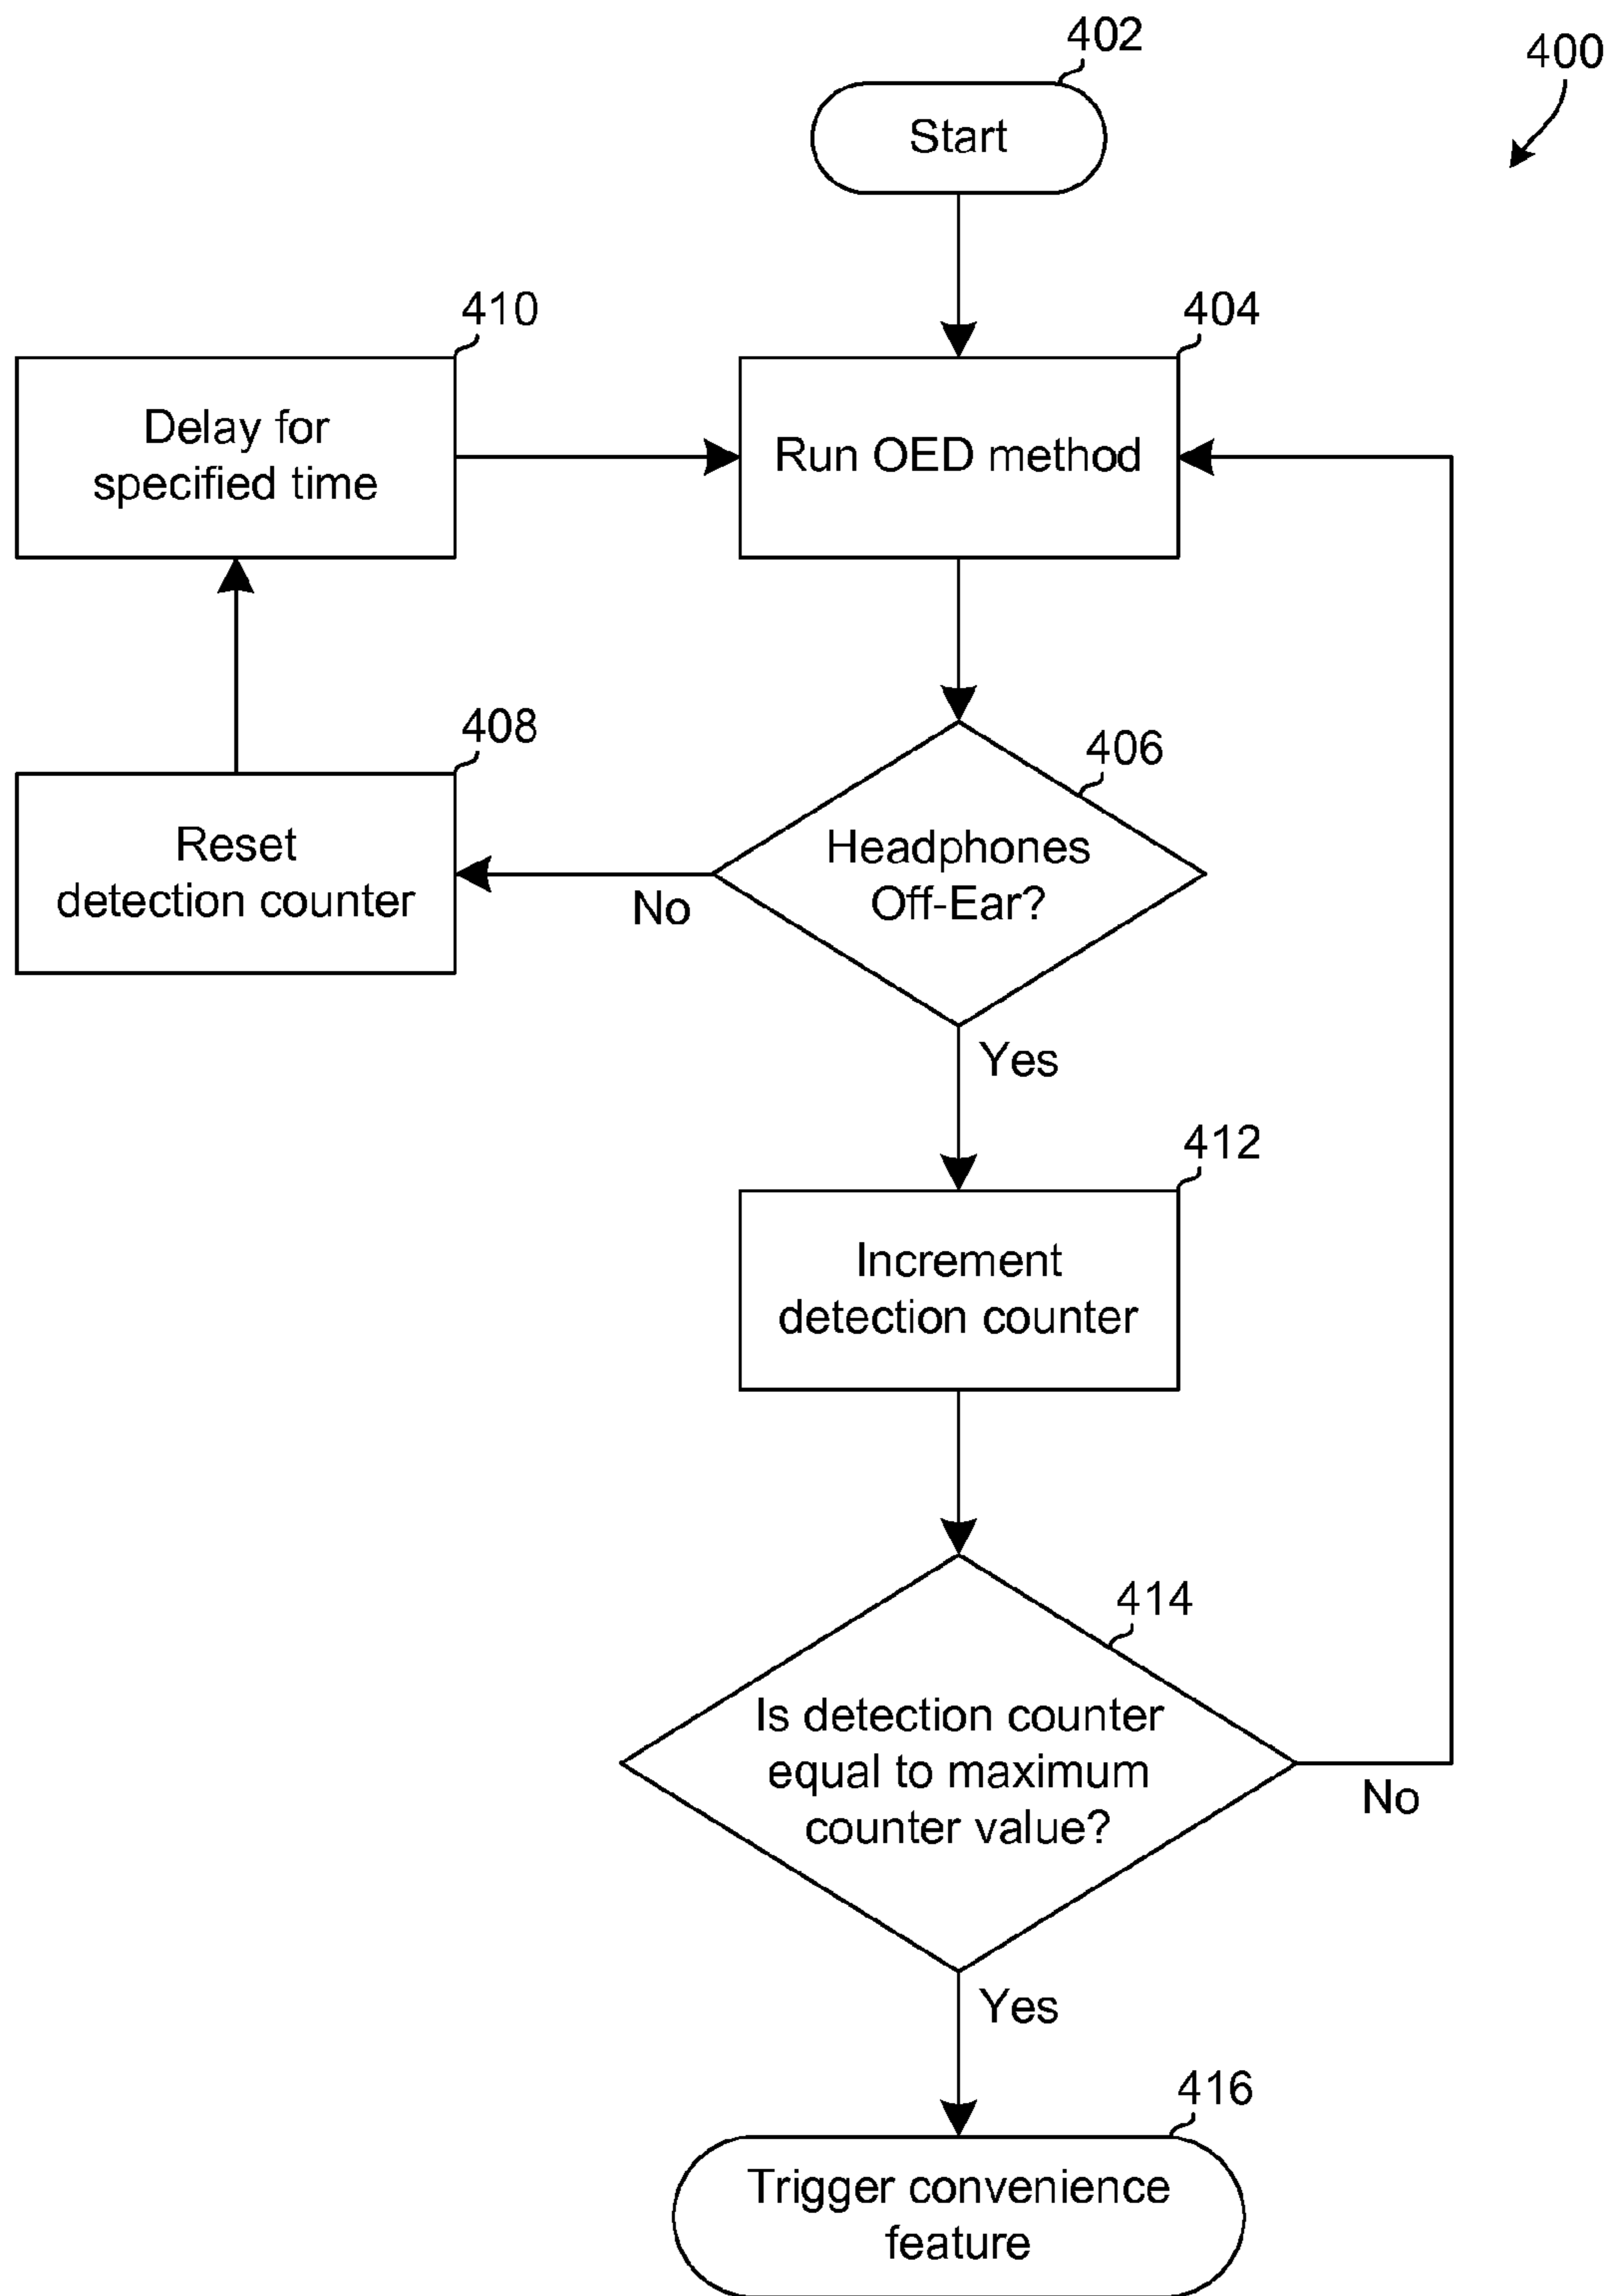 402
400
Start
410
404
Delay for
specified time
Run OED method
408
406
Reset
detection counter
Headphones
Off-Ear?
No
Yes
412
Increment
detection counter
414
Is detection counter
equal to maximum
counter value?
No
Yes
416
Trigger convenience
feature